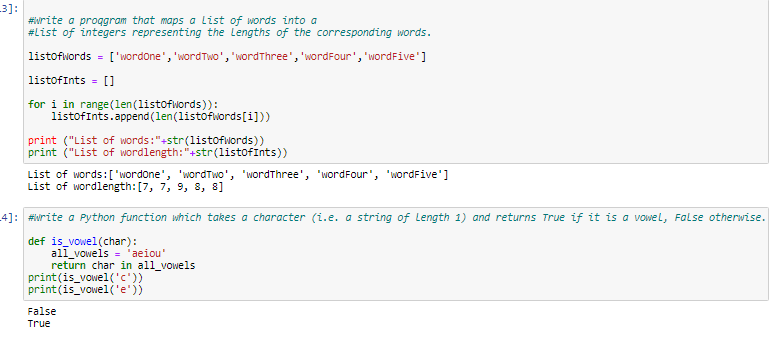 3]:
#Write a proqgram that maps a list of words into a
#List of integers representing the lengths of the corresponding words.
listOfWords = ['wordOne','wordTwo','wordThree','wordFour','wordFive']
listOfInts = []
for i in range(len(listOfWords)):
    listOfInts.append(len(listOfWords[i]))
print ("List of words:"+str(listOfWords))
print ("List of wordlength:"+str(listOfInts))
List of words:['wordOne', 'wordTwo', 'wordThree', 'wordFour', 'wordFive']
List of wordlength:[7, 7, 9, 8, 8]
4]: #Write a Python function which takes a character (i.e. a string of length 1) and returns True if it is a vowel, False otherwise.
def is_vowel(char):
    all_vowels = 'aeiou'
    return char in all_vowels
print(is_vowel('c'))
print(is_vowel('e'))
False
True